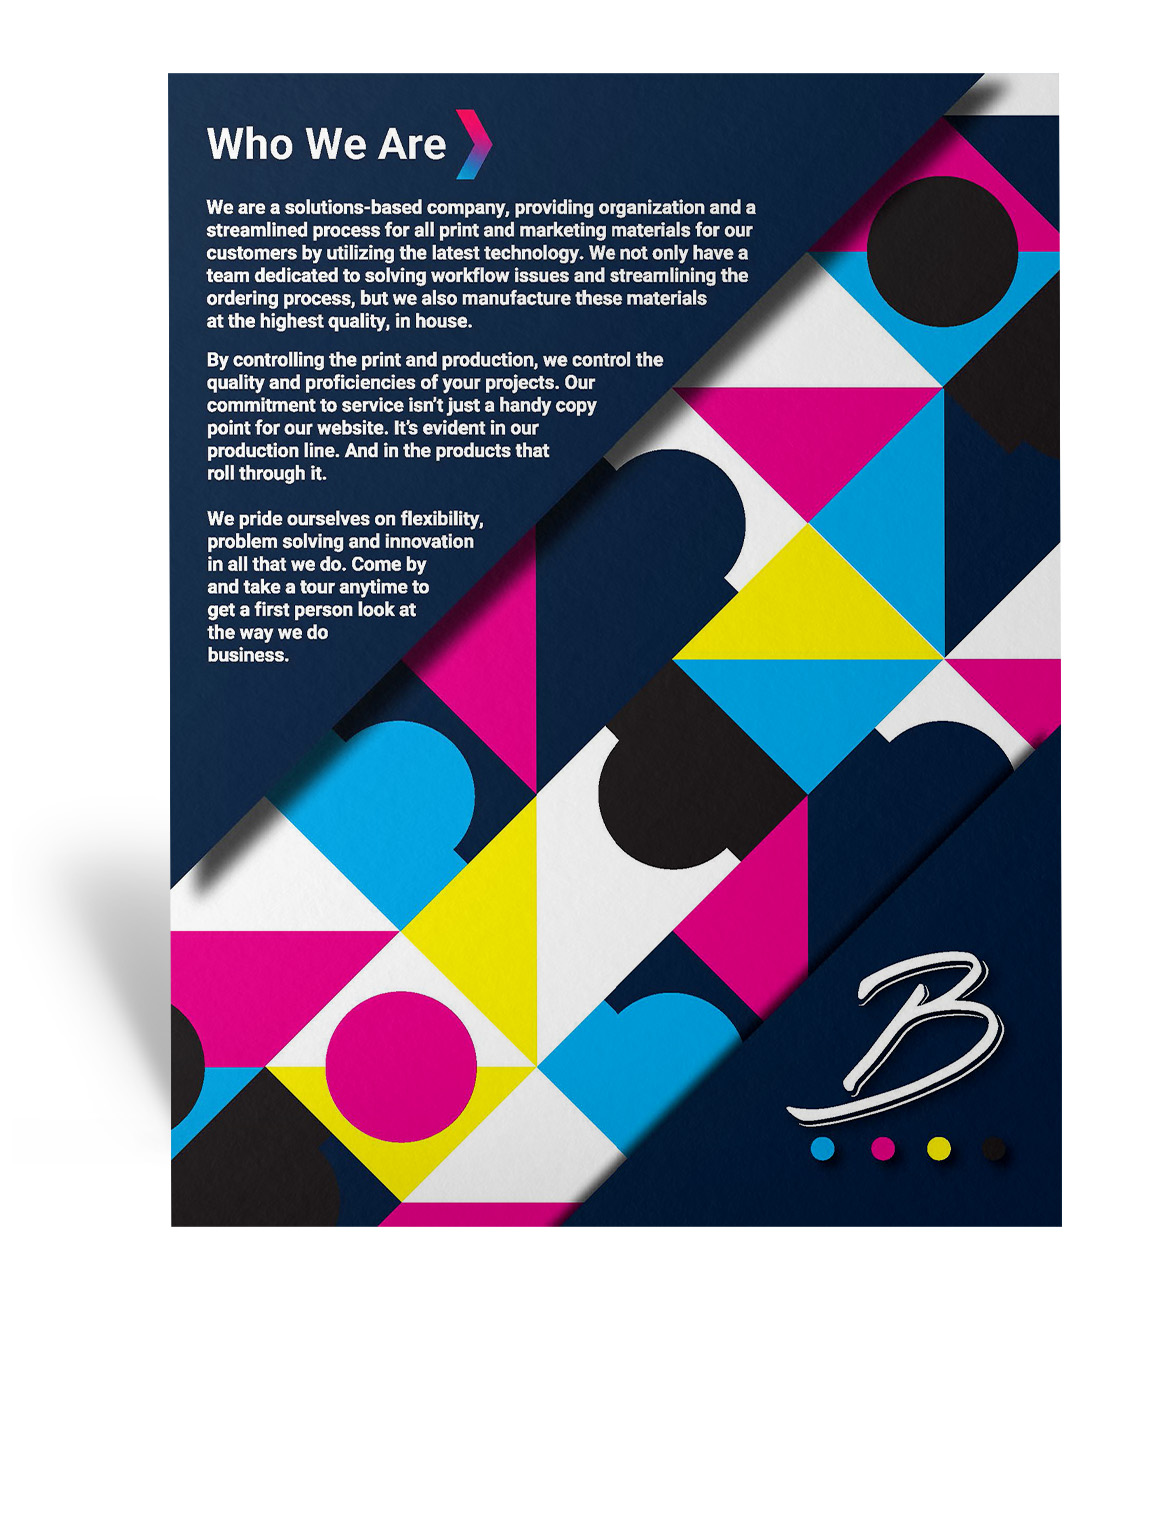 Who We Are
We are a solutions-based company, providing organization and a
streamlined process for all print and marketing materials for our
customers by utilizing the latest technology. We not only have a
team dedicated to solving workflow issues and streamlining the
ordering process, but we also manufacture these materials
at the highest quality, in house.
By controlling the print and production, we control the
quality and proficiencies of your projects. Our
commitment to service isn't just a handy copy
point for our website. It's evident in our
production line. And in the products that
roll through it.
We pride ourselves on flexibility,
problem solving and innovation
in all that we do. Come by
and take a tour anytime to
get a first person look at
the way we do
business.
B